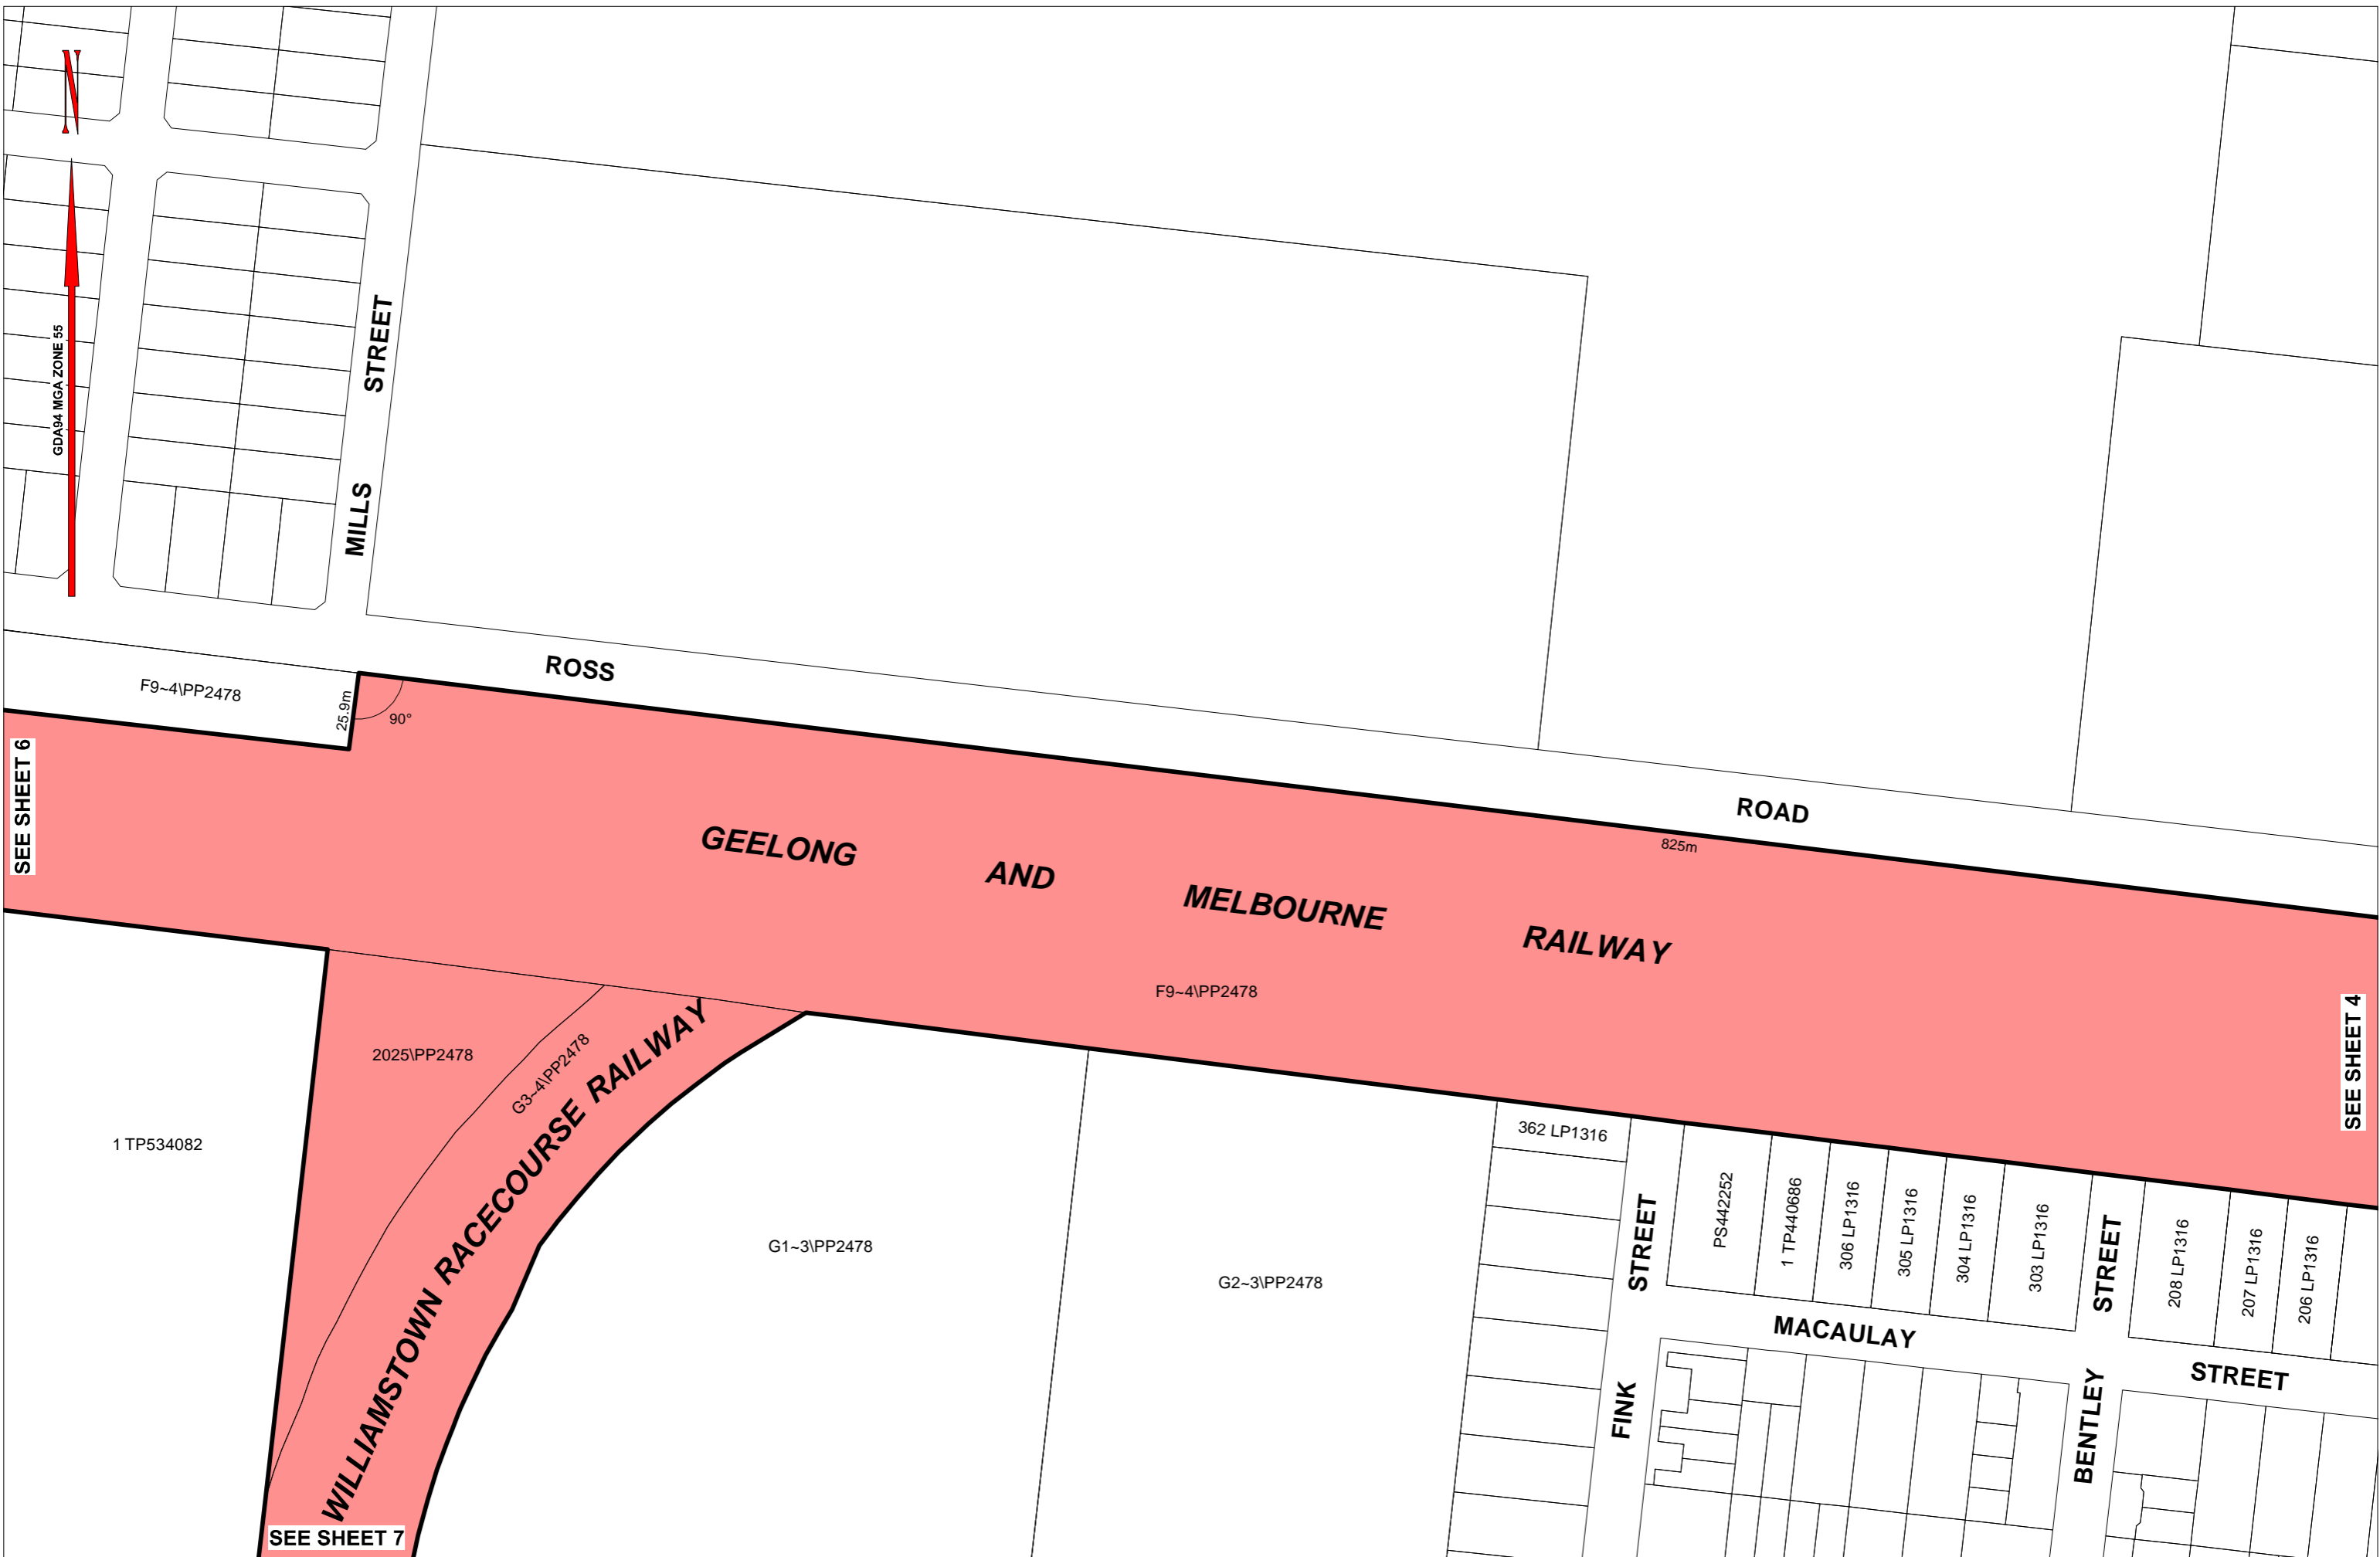 N
GDA94 MGA ZONE 55
MILLS STREET
ROSS ROAD
F9~4\PP2478
25.9m
90°
825m
SEE SHEET 6
GEELONG AND MELBOURNE RAILWAY
F9~4\PP2478
SEE SHEET 4
2025\PP2478
G3~4\PP2478
WILLIAMSTOWN RACECOURSE RAILWAY
1 TP534082
G1~3\PP2478
G2~3\PP2478
SEE SHEET 7
362 LP1316
FINK STREET
PS442252
1 TP440686
306 LP1316
305 LP1316
304 LP1316
303 LP1316
BENTLEY STREET
208 LP1316
207 LP1316
206 LP1316
MACAULAY STREET